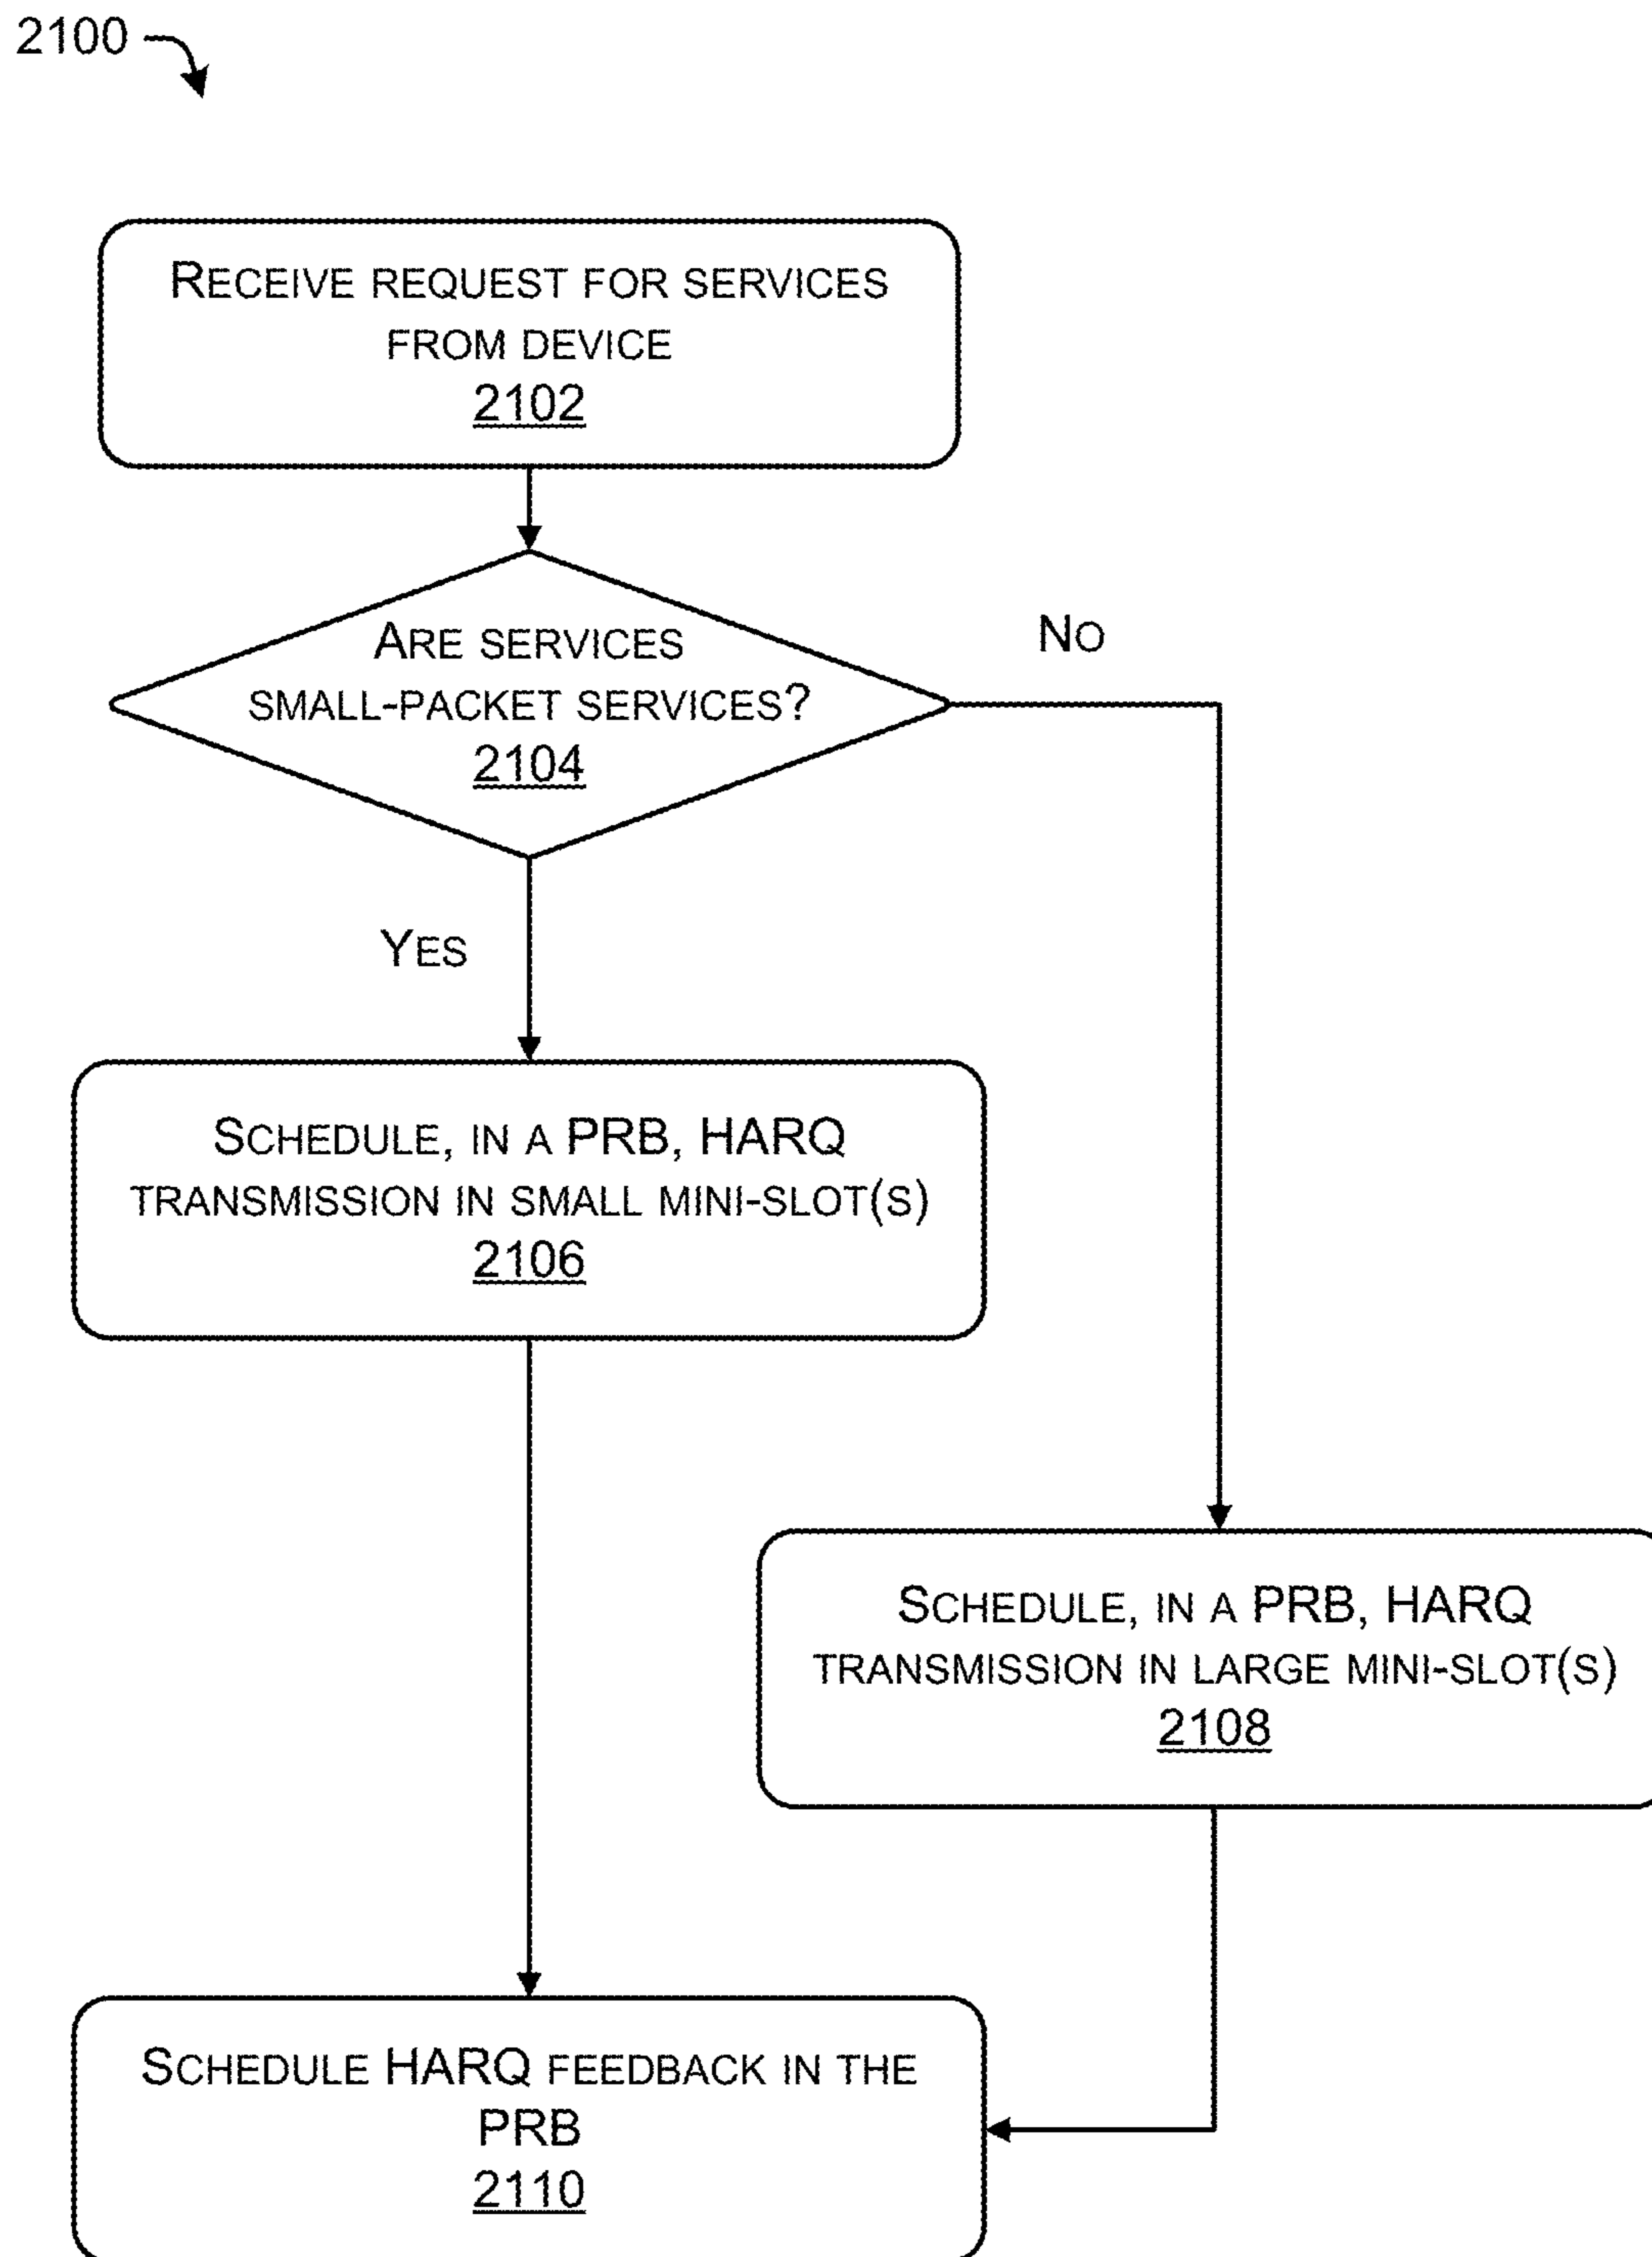 2100
RECEIVE REQUEST FOR SERVICES
FROM DEVICE
2102
ARE SERVICES
SMALL-PACKET SERVICES?
2104
NO
YES
SCHEDULE, IN A PRB, HARQ
TRANSMISSION IN SMALL MINI-SLOT(S)
2106
SCHEDULE, IN A PRB, HARQ
TRANSMISSION IN LARGE MINI-SLOT(S)
2108
SCHEDULE HARQ FEEDBACK IN THE
PRB
2110